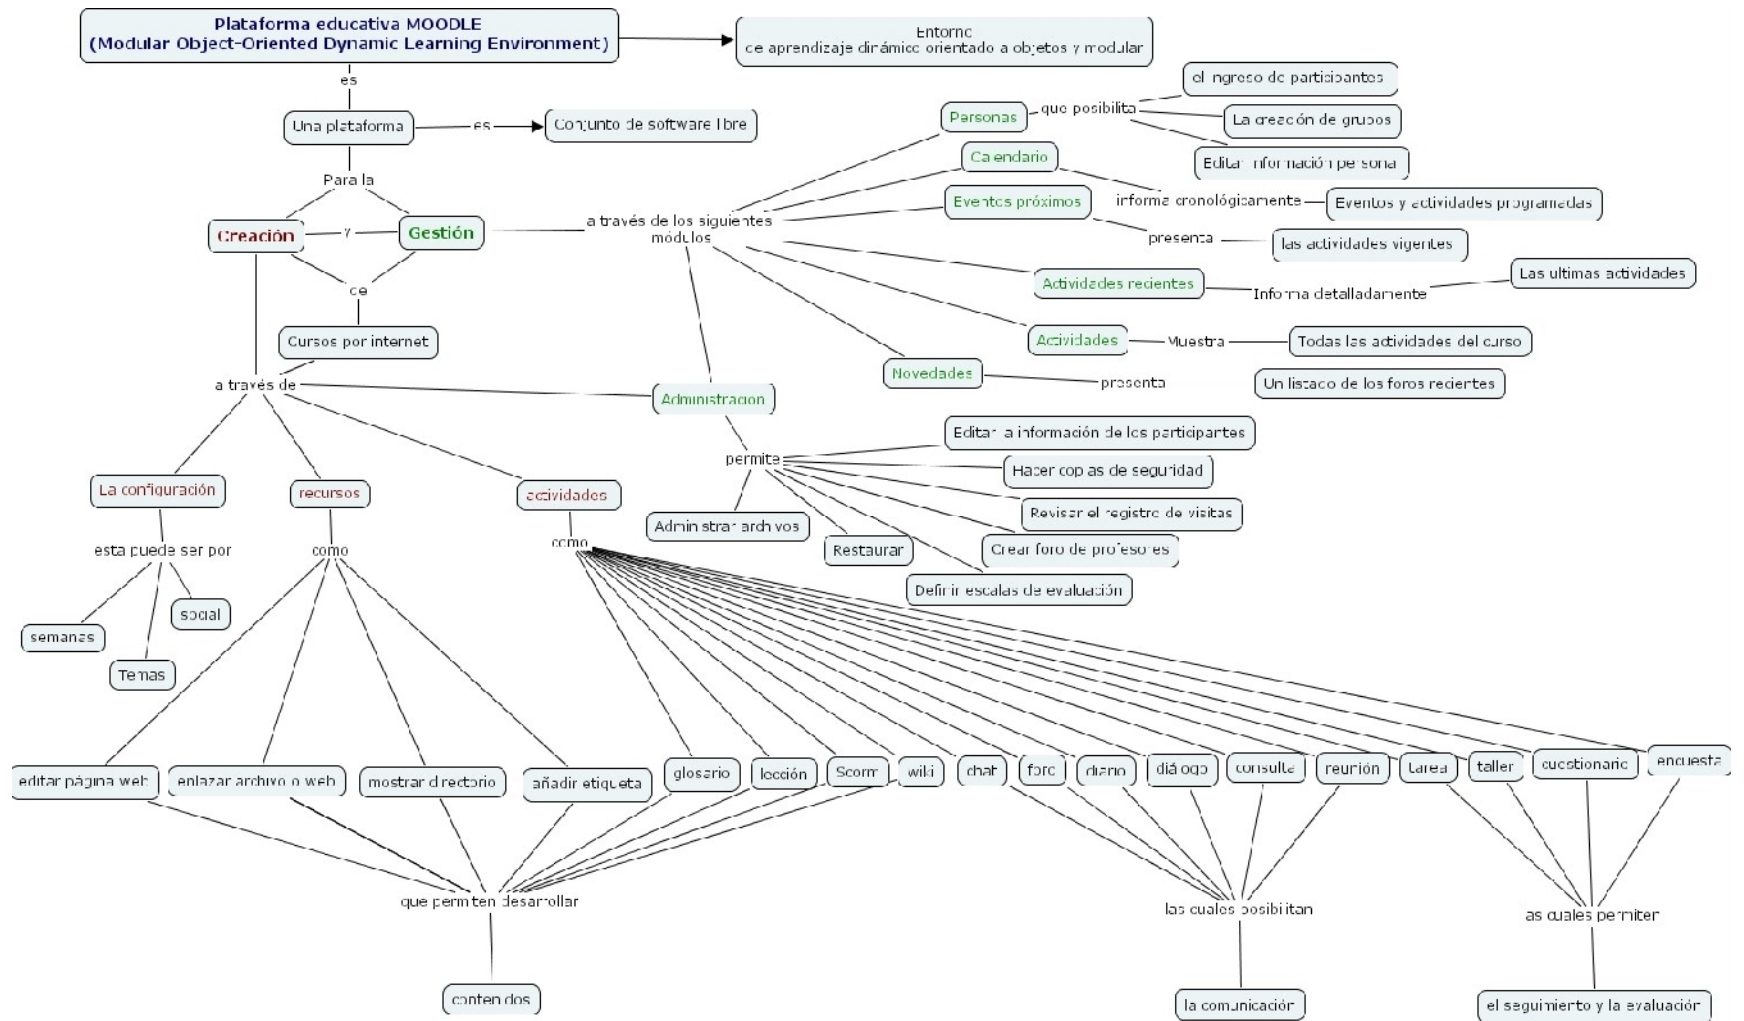 Plataforma educativa MOODLE
(Modular Object-Oriented Dynamic Learning Environment)
Entorno
de aprendizaje dinámico orientado a objetos y modular
es
Una plataforma
es
Conjunto de software libre
Para la
Creación
y
Gestión
de
Cursos por internet
a través de
a través de los siguientes
módulos
Personas
que posibilita
el ingreso de participantes
La creación de grupos
Editar información personal
Calendario
informa cronológicamente
Eventos y actividades programadas
Eventos próximos
presenta
las actividades vigentes
Actividades recientes
Informa detalladamente
Las ultimas actividades
Actividades
Muestra
Todas las actividades del curso
Novedades
presenta
Un listado de los foros recientes
Administracion
permite
Editar la información de los participantes
Hacer copias de seguridad
Revisar el registro de visitas
Crear foro de profesores
Definir escalas de evaluación
Restaurar
Administrar archivos
La configuración
esta puede ser por
semanas
Temas
social
recursos
como
editar página web
enlazar archivo o web
mostrar directorio
añadir etiqueta
actividades
como
glosario
lección
Scorm
wiki
chat
foro
diario
diálogo
consulta
reunión
tarea
taller
cuestionario
encuesta
que permiten desarrollar
contenidos
las cuales posibilitan
la comunicación
las cuales permiten
el seguimiento y la evaluación